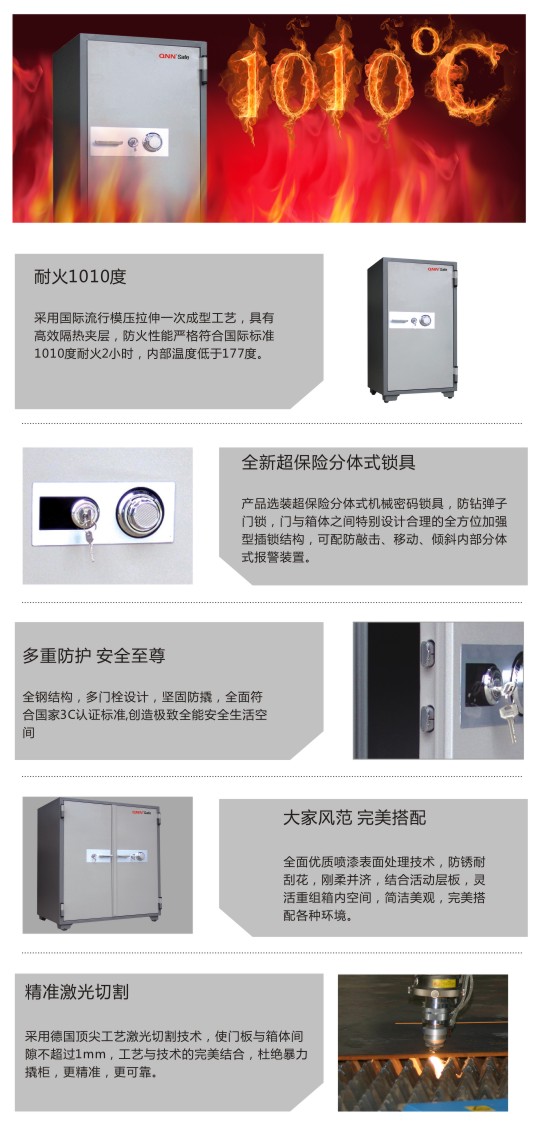 QNN Safe
1010℃
耐火1010度
QNN Safe
采用国际流行模压拉伸一次成型工艺，具有
高效隔热夹层，防火性能严格符合国际标准
1010度耐火2小时，内部温度低于177度。
全新超保险分体式锁具
产品选装超保险分体式机械密码锁具，防钻弹子
门锁，门与箱体之间特别设计合理的全方位加强
型插锁结构，可配防敲击、移动、倾斜内部分体
式报警装置。
多重防护 安全至尊
全钢结构，多门栓设计，坚固防撬，全面符
合国家3C认证标准,创造极致全能安全生活空
间
QNN Safe
大家风范 完美搭配
全面优质喷漆表面处理技术，防锈耐
刮花，刚柔并济，结合活动层板，灵
活重组箱内空间，简洁美观，完美搭
配各种环境。
精准激光切割
采用德国顶尖工艺激光切割技术，使门板与箱体间
隙不超过1mm，工艺与技术的完美结合，杜绝暴力
撬柜，更精准，更可靠。